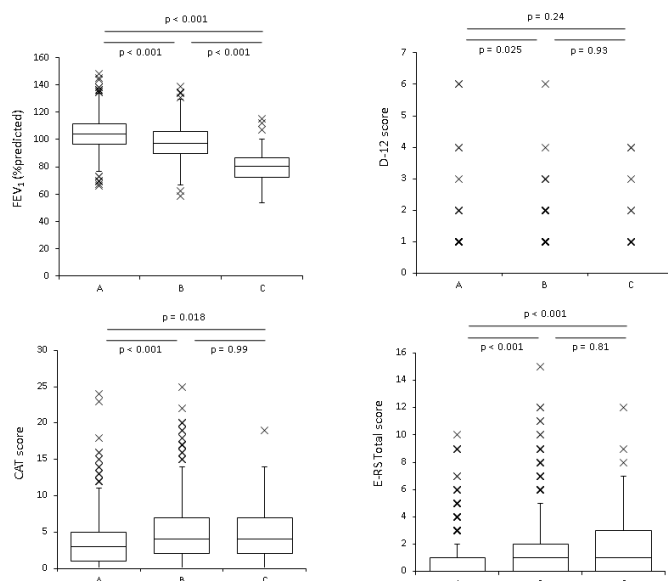 p < 0.001
p < 0.001
p < 0.001
160
140
120
100
80
60
40
20
0
FEV1 (%predicted)
A
B
C
p = 0.24
p = 0.025
p = 0.93
7
6
5
4
3
2
1
0
D-12 score
A
B
C
p = 0.018
p < 0.001
p = 0.99
30
25
20
15
10
5
0
CAT score
A
B
C
p < 0.001
p < 0.001
p = 0.81
16
14
12
10
8
6
4
2
0
E-RS Total score